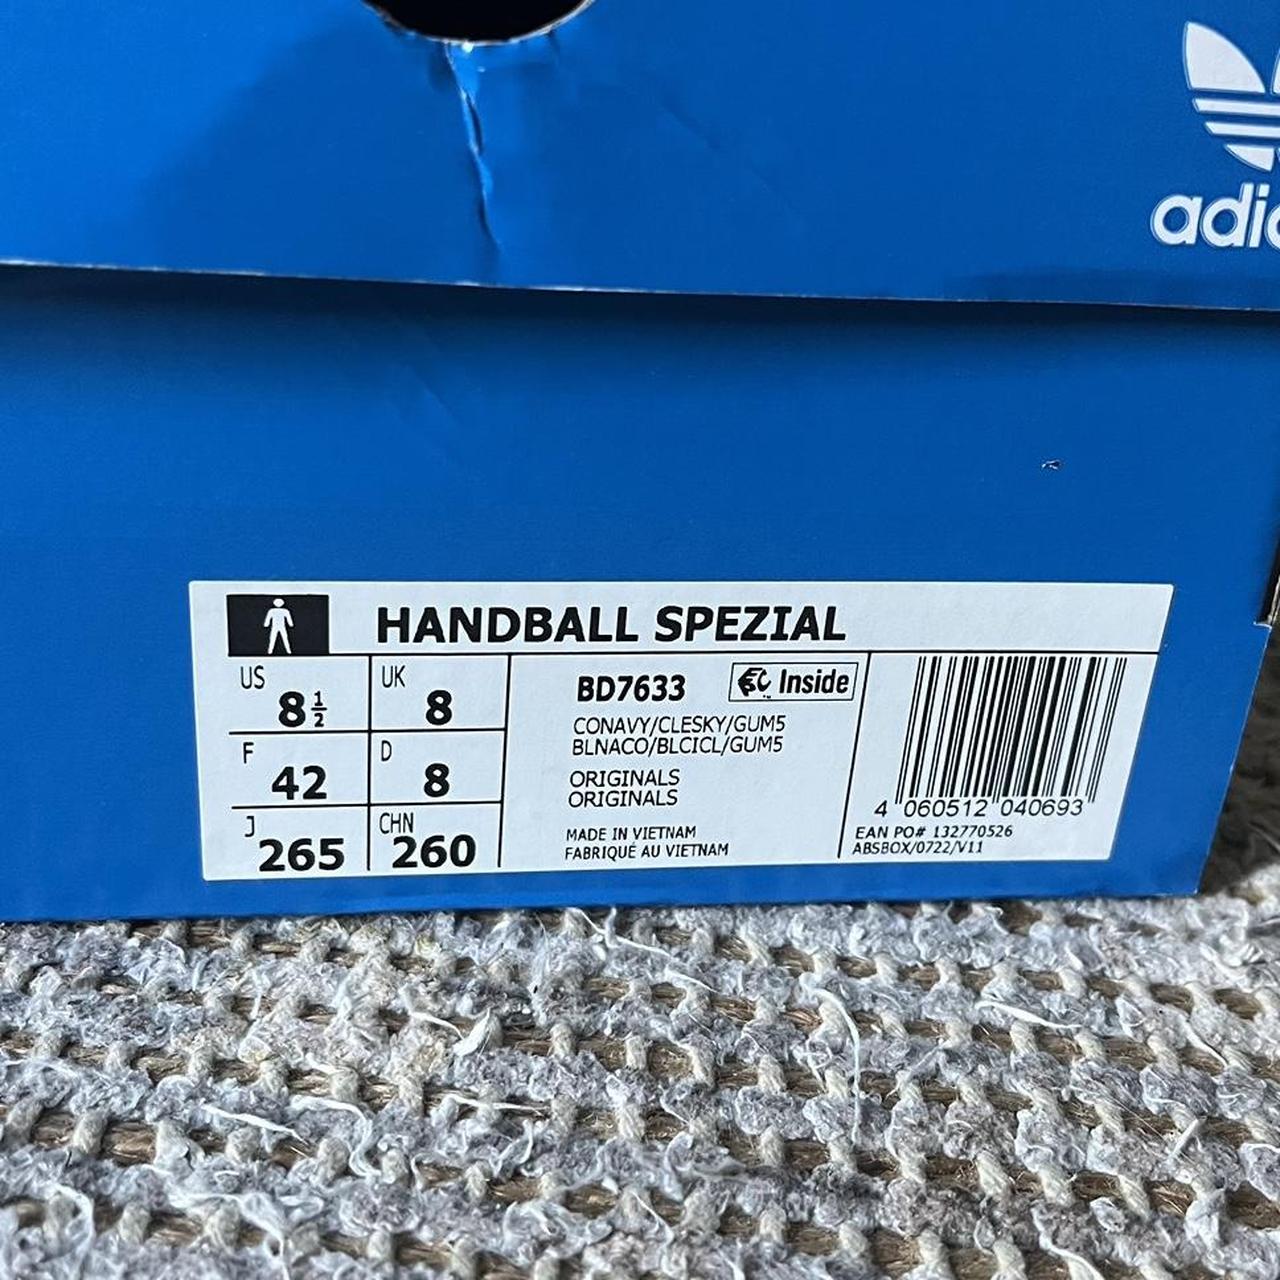 adid
HANDBALL SPEZIAL
US 8½
UK 8
F 42
D 8
J 265
CHN 260
BD7633
Inside
CONAVY/CLESKY/GUM5
BLNACO/BLCICL/GUM5
ORIGINALS
ORIGINALS
MADE IN VIETNAM
FABRIQUÉ AU VIETNAM
4 060512 040693
EAN PO# 132770526
ABSBOX/0722/V11